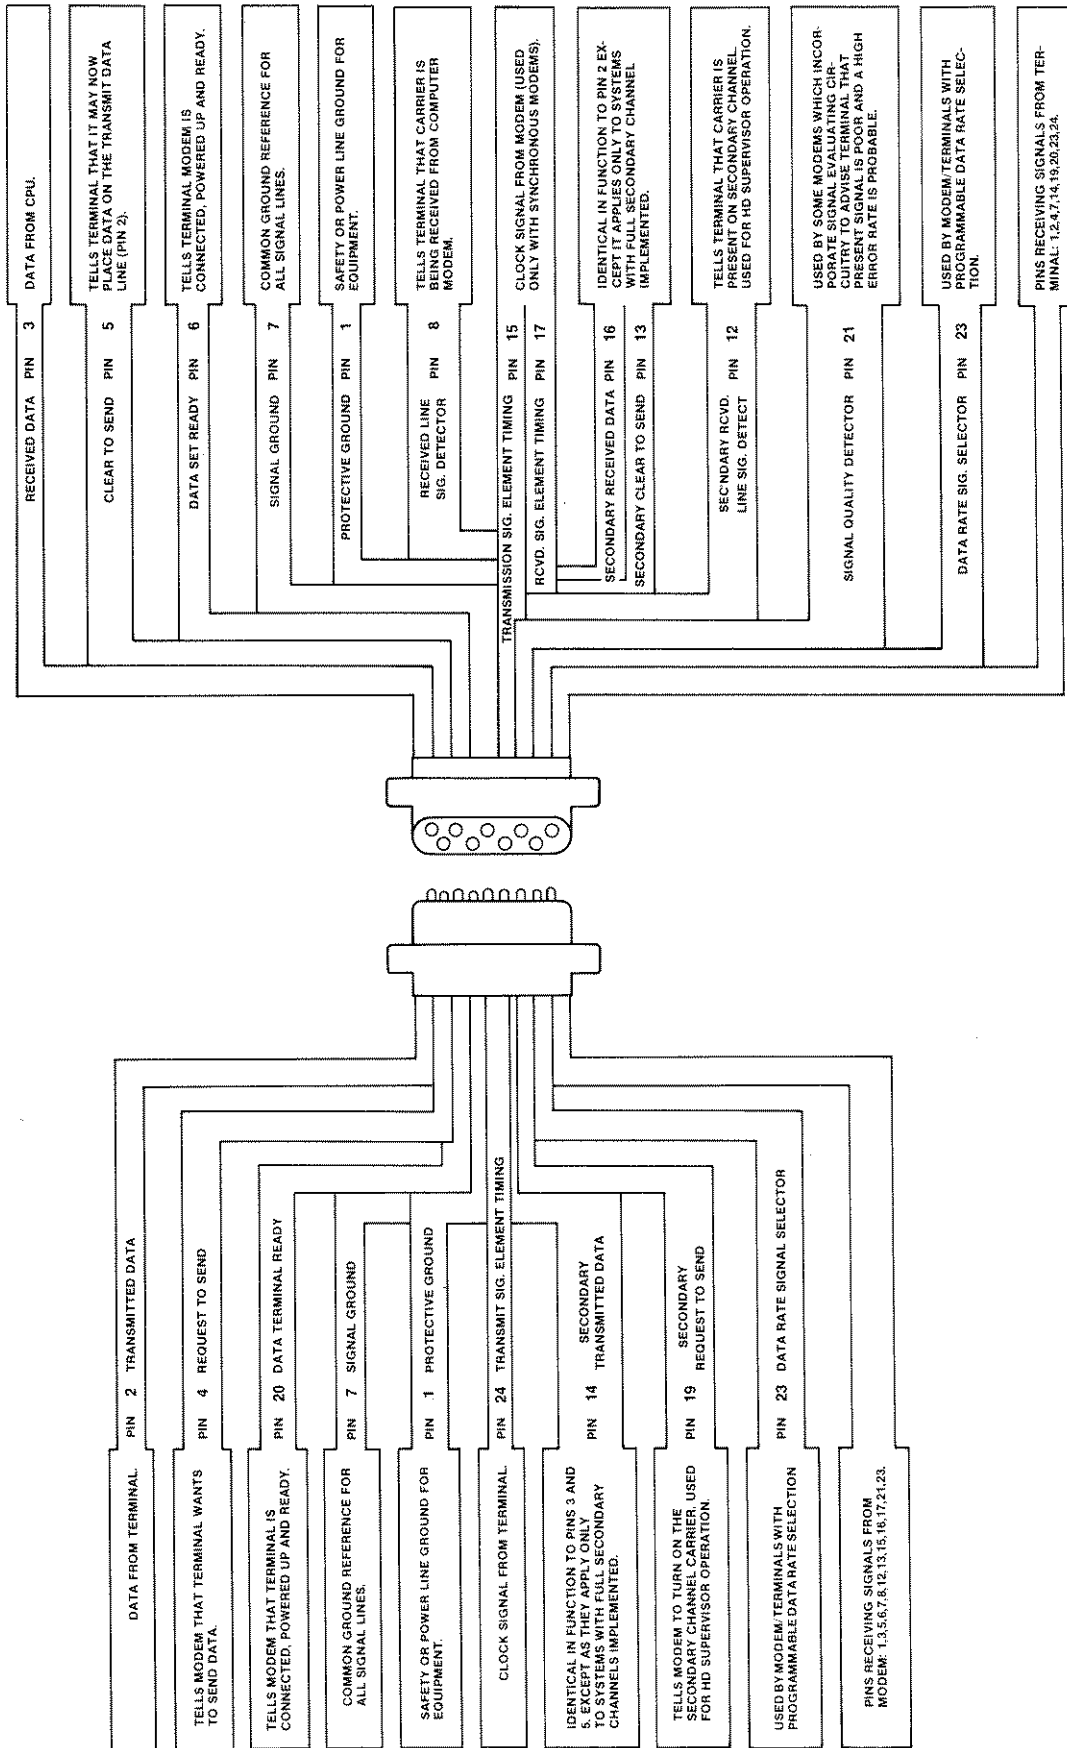 DATA FROM TERMINAL.
PIN 2 TRANSMITTED DATA
TELLS MODEM THAT TERMINAL WANTS
TO SEND DATA.
PIN 4 REQUEST TO SEND
TELLS MODEM THAT TERMINAL IS
CONNECTED, POWERED UP AND READY.
PIN 20 DATA TERMINAL READY
COMMON GROUND REFERENCE FOR
ALL SIGNAL LINES.
PIN 7 SIGNAL GROUND
SAFETY OR POWER LINE GROUND FOR
EQUIPMENT.
PIN 1 PROTECTIVE GROUND
CLOCK SIGNAL FROM TERMINAL.
PIN 24 TRANSMIT SIG. ELEMENT TIMING
IDENTICAL IN FUNCTION TO PINS 3 AND
5, EXCEPT AS THEY APPLY ONLY
TO SYSTEMS WITH FULL SECONDARY
CHANNELS IMPLEMENTED.
PIN 14 SECONDARY
TRANSMITTED DATA
TELLS MODEM TO TURN ON THE
SECONDARY CHANNEL CARRIER. USED
FOR HD SUPERVISOR OPERATION.
PIN 19 SECONDARY
REQUEST TO SEND
USED BY MODEM/TERMINALS WITH
PROGRAMMABLE DATA RATE SELECTION
PIN 23 DATA RATE SIGNAL SELECTOR
PINS RECEIVING SIGNALS FROM
MODEM: 1,3,5,6,7,8,12,13,15,16,17,21,23.
RECEIVED DATA PIN 3
DATA FROM CPU.
CLEAR TO SEND PIN 5
TELLS TERMINAL THAT IT MAY NOW
PLACE DATA ON THE TRANSMIT DATA
LINE (PIN 2).
DATA SET READY PIN 6
TELLS TERMINAL MODEM IS
CONNECTED, POWERED UP AND READY.
SIGNAL GROUND PIN 7
COMMON GROUND REFERENCE FOR
ALL SIGNAL LINES.
PROTECTIVE GROUND PIN 1
SAFETY OR POWER LINE GROUND FOR
EQUIPMENT.
RECEIVED LINE
SIG. DETECTOR PIN 8
TELLS TERMINAL THAT CARRIER IS
BEING RECEIVED FROM COMPUTER
MODEM.
TRANSMISSION SIG. ELEMENT TIMING PIN 15
RCVD. SIG. ELEMENT TIMING PIN 17
CLOCK SIGNAL FROM MODEM (USED
ONLY WITH SYNCHRONOUS MODEMS).
SECONDARY RECEIVED DATA PIN 16
SECONDARY CLEAR TO SEND PIN 13
IDENTICAL IN FUNCTION TO PIN 2 EX-
CEPT IT APPLIES ONLY TO SYSTEMS
WITH FULL SECONDARY CHANNEL
IMPLEMENTED.
SEC'NDARY RCVD.
LINE SIG. DETECT PIN 12
TELLS TERMINAL THAT CARRIER IS
PRESENT ON SECONDARY CHANNEL.
USED FOR HD SUPERVISOR OPERATION.
SIGNAL QUALITY DETECTOR PIN 21
USED BY SOME MODEMS WHICH INCOR-
PORATE SIGNAL EVALUATING CIR-
CUITRY TO ADVISE TERMINAL THAT
PRESENT SIGNAL IS POOR AND A HIGH
ERROR RATE IS PROBABLE.
DATA RATE SIG. SELECTOR PIN 23
USED BY MODEM/TERMINALS WITH
PROGRAMMABLE DATA RATE SELEC-
TION.
PINS RECEIVING SIGNALS FROM TER-
MINAL: 1,2,4,7,14,19,20,23,24.